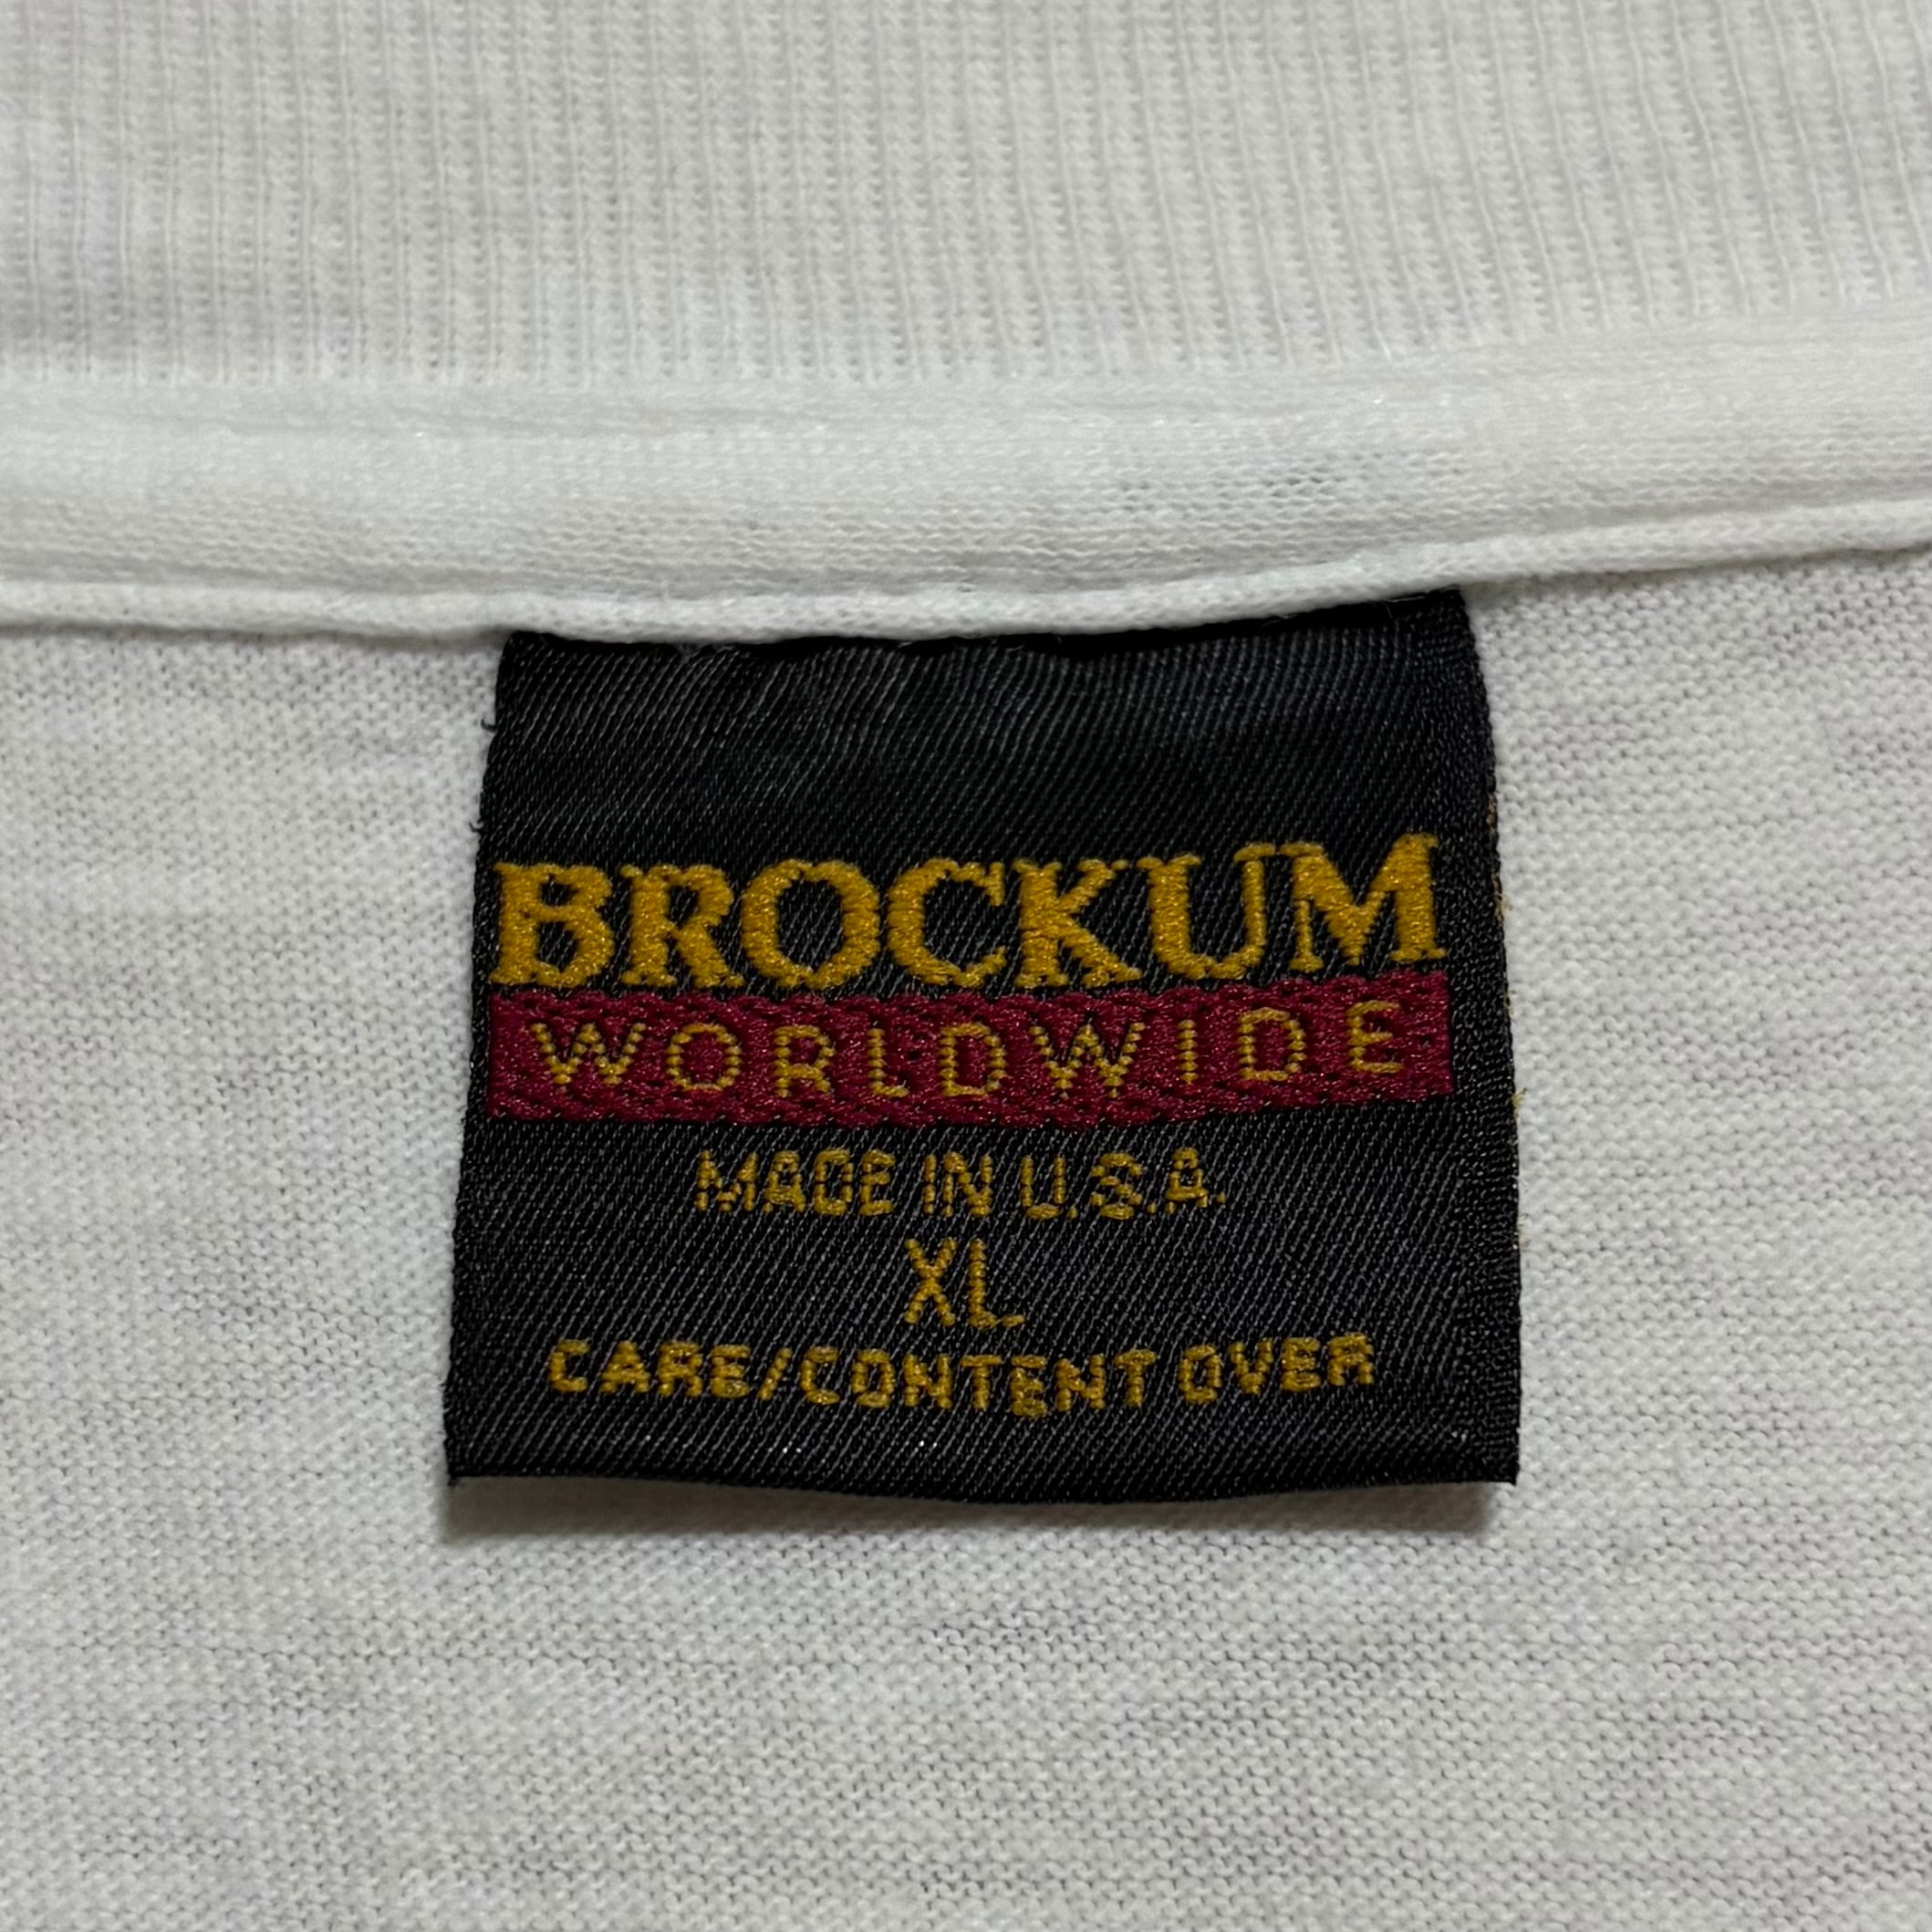 BROCKUM
WORLDWIDE
MADE IN U.S.A.
XL
CARE/CONTENT OVER